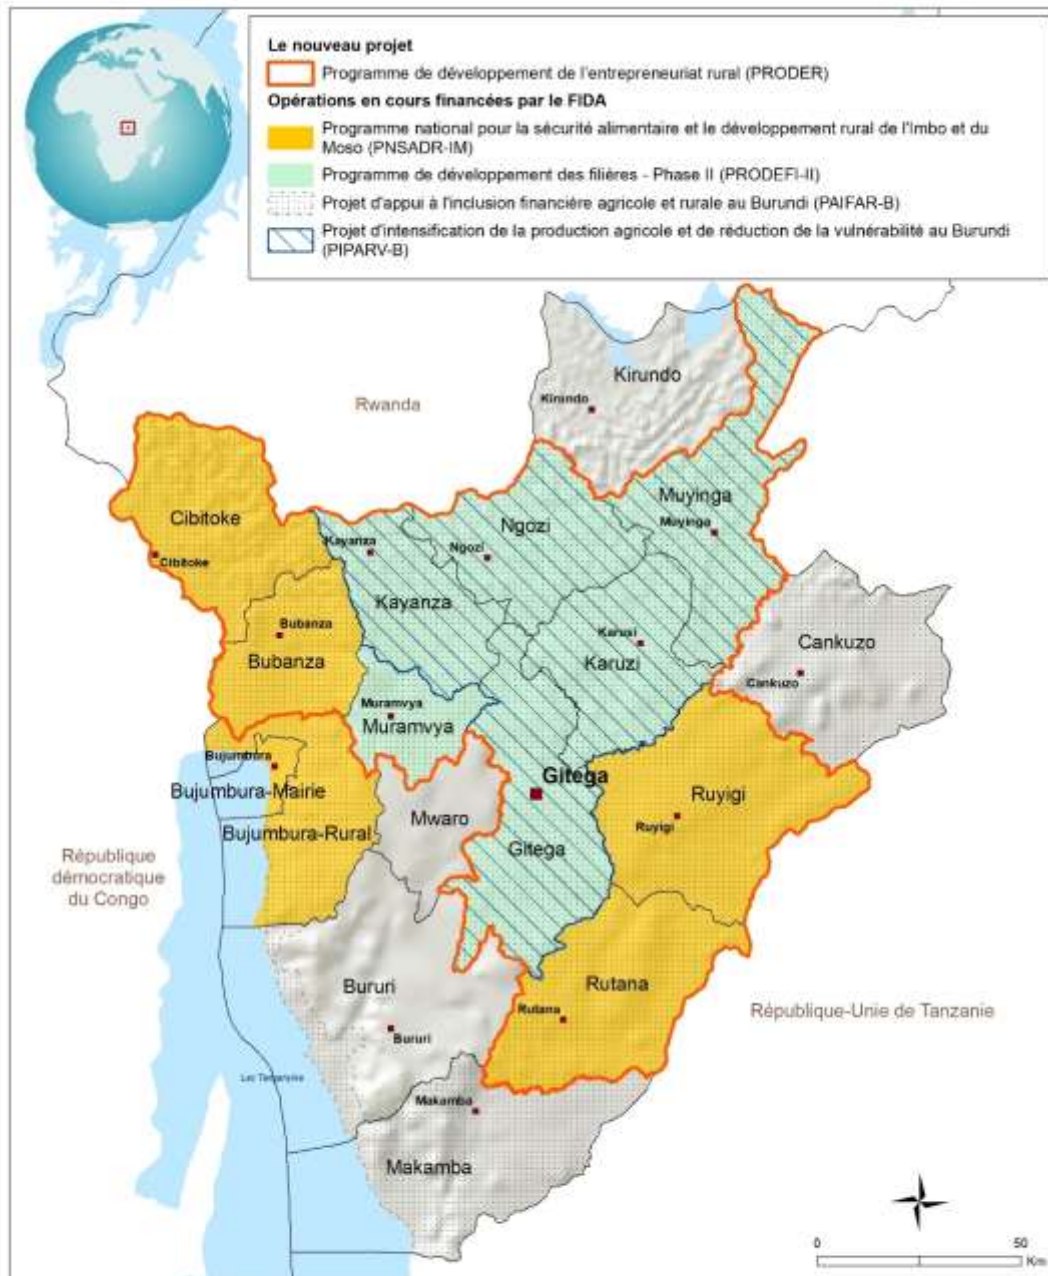 Le nouveau projet
Programme de développement de l'entrepreneuriat rural (PRODER)
Opérations en cours financées par le FIDA
Programme national pour la sécurité alimentaire et le développement rural de l'Imbo et du
Moso (PNSADR-IM)
Programme de développement des filières - Phase II (PRODEFI-II)
Projet d'appui à l'inclusion financière agricole et rurale au Burundi (PAIFAR-B)
Projet d'intensification de la production agricole et de réduction de la vulnérabilité au Burundi
(PIPARV-B)
Kirundo
Kirundo
Rwanda
Muyinga
Muyinga
Cibitoke
Cibitoke
Ngozi
Ngozi
Kayanza
Kayanza
Bubanza
Bubanza
Karusi
Karuzi
Cankuzo
Cankuzo
Muramvya
Muramvya
Bujumbura
Bujumbura-Mairie
Bujumbura-Rural
Gitega
Gitega
Mwaro
Ruyigi
Ruyigi
République
démocratique
du Congo
Bururi
Bururi
Rutana
Rutana
République-Unie de Tanzanie
Lac Tanganyika
Makamba
Makamba
0
50
Km